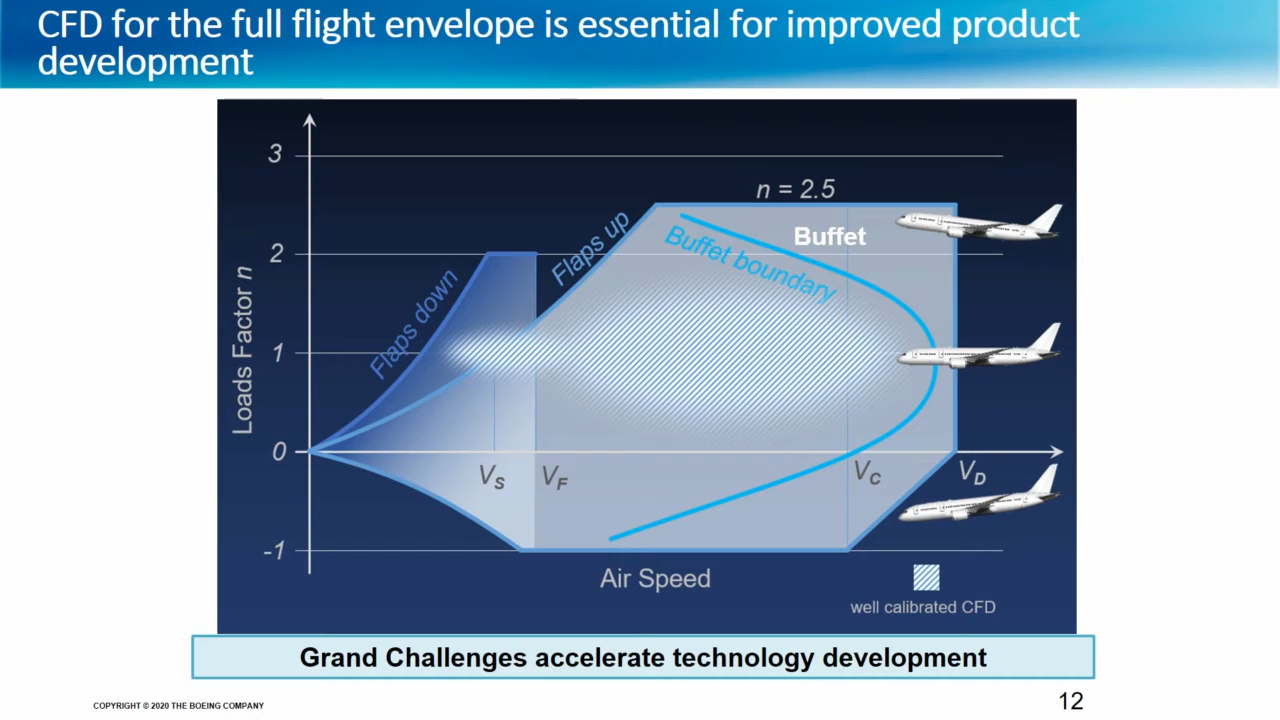 CFD for the full flight envelope is essential for improved product
development
3
n = 2.5
Buffet
Flaps up
Buffet boundary
2
Flaps down
Loads Factor n
1
0
VS
VF
VC
VD
-1
Air Speed
well calibrated CFD
Grand Challenges accelerate technology development
COPYRIGHT © 2020 THE BOEING COMPANY
12